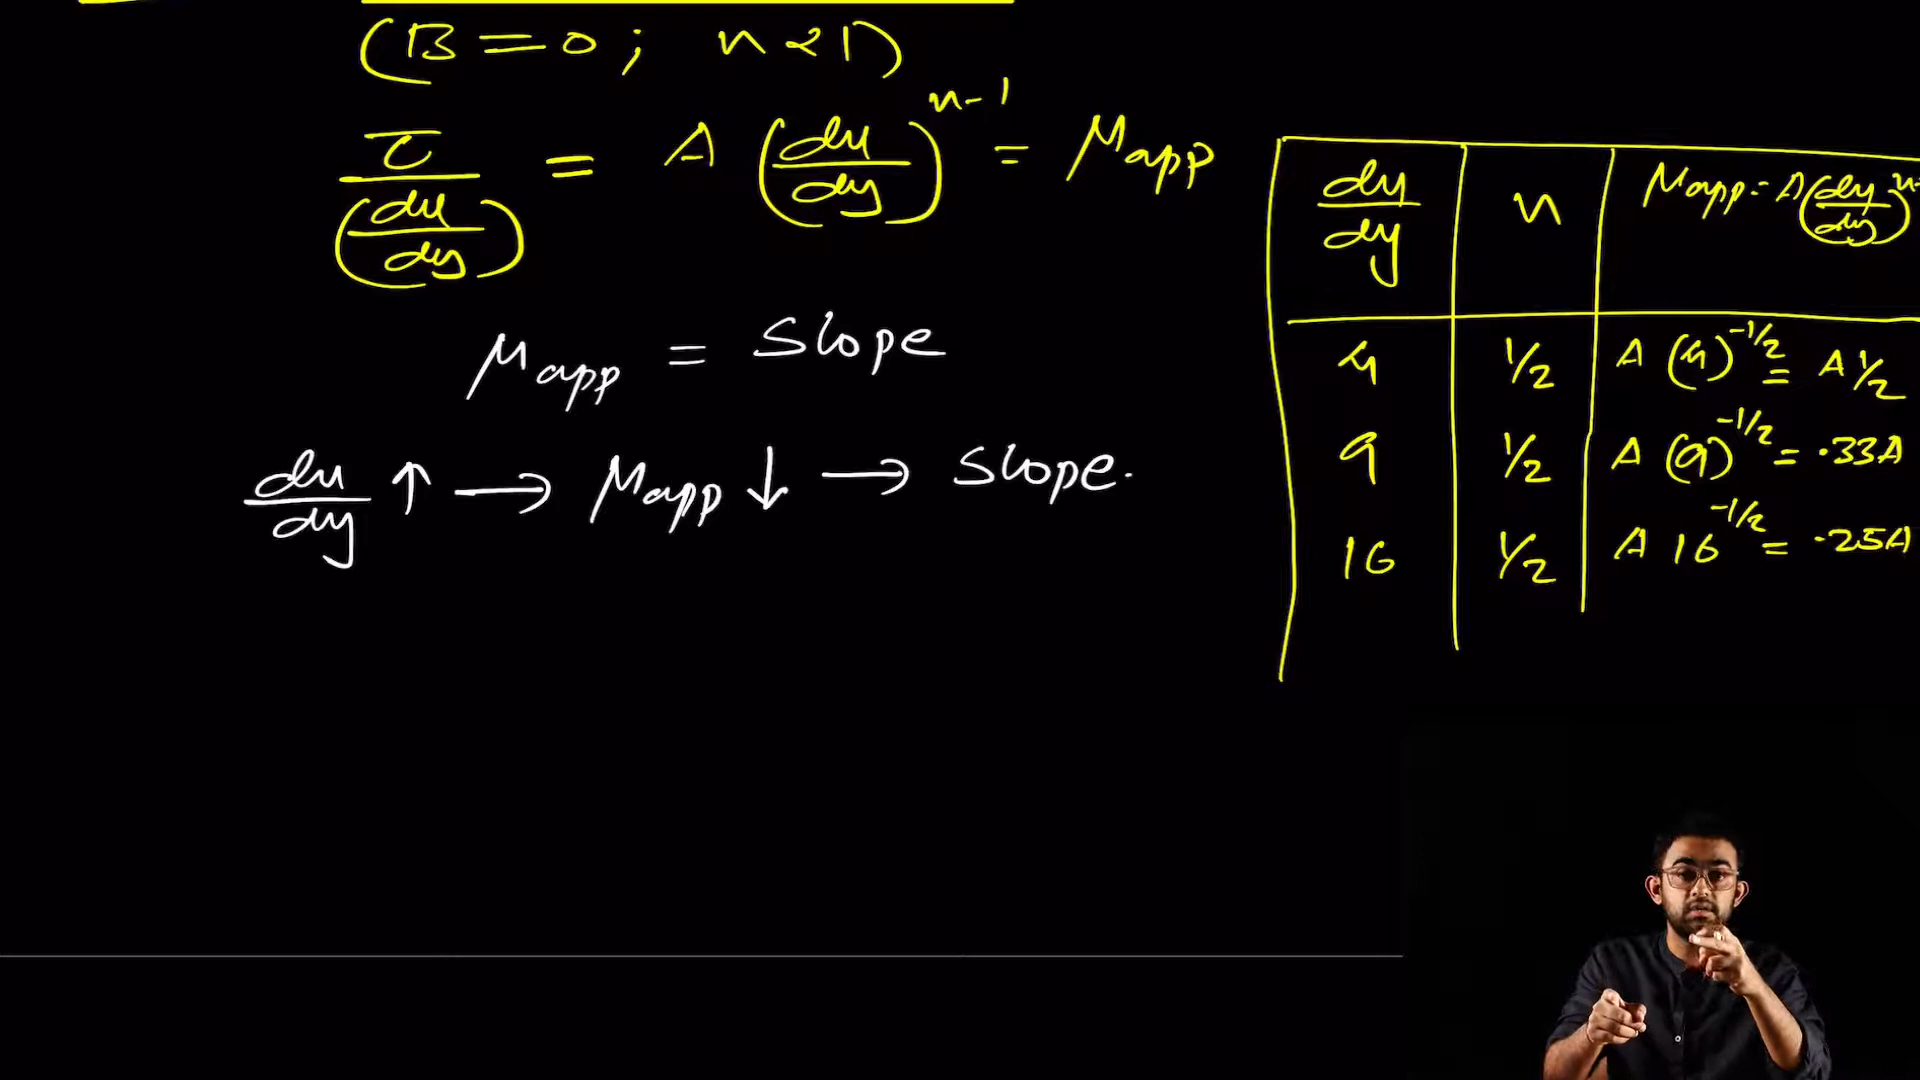 (B = 0 ; n < 1)
τ/(du/dy) = A (du/dy)^n-1 = μapp
μapp = Slope
du/dy ↑ → μapp ↓ → Slope.
du/dy | n | μapp = A(du/dy)^n-
4 | 1/2 | A (4)^-1/2 = A 1/2
9 | 1/2 | A (9)^-1/2 = .33A
16 | 1/2 | A 16^-1/2 = .25A